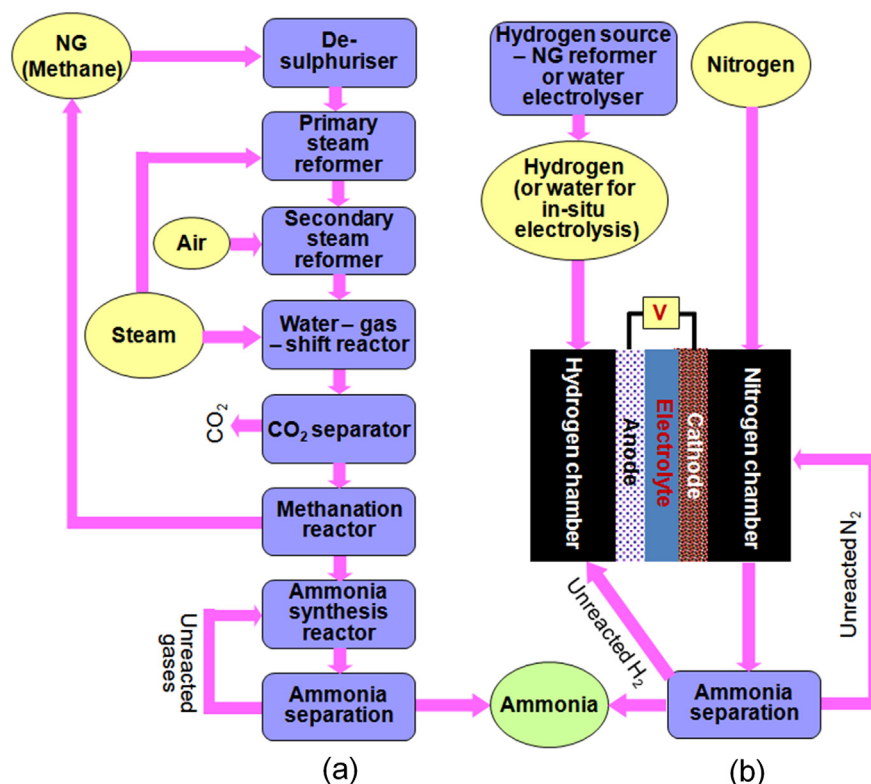 NG
(Methane)
De-
sulphuriser
Primary
steam
reformer
Air
Secondary
steam
reformer
Steam
Water – gas
– shift reactor
CO2
CO2 separator
Methanation
reactor
Ammonia
synthesis
reactor
Unreacted
gases
Ammonia
separation
Ammonia
(a)
Hydrogen source
– NG reformer
or water
electrolyser
Nitrogen
Hydrogen
(or water for
in-situ
electrolysis)
V
Hydrogen chamber
Anode
Electrolyte
Cathode
Nitrogen chamber
Unreacted H2
Unreacted N2
Ammonia
separation
(b)